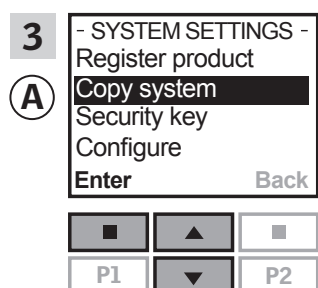 3
A
- SYSTEM SETTINGS -
Register product
Copy system
Security key
Configure
Enter Back
P1 P2